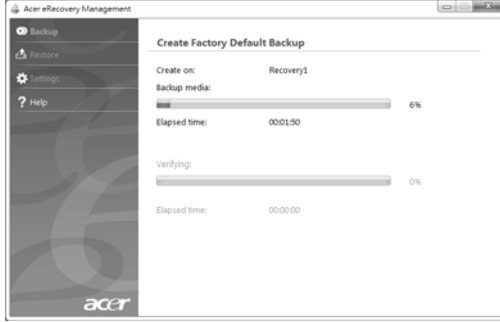 Acer eRecovery Management
Backup
Restore
Settings
Help
Create Factory Default Backup
Create on: Recovery1
Backup media:
6%
Elapsed time: 00:01:50
Verifying:
0%
Elapsed time: 00:00:00
acer